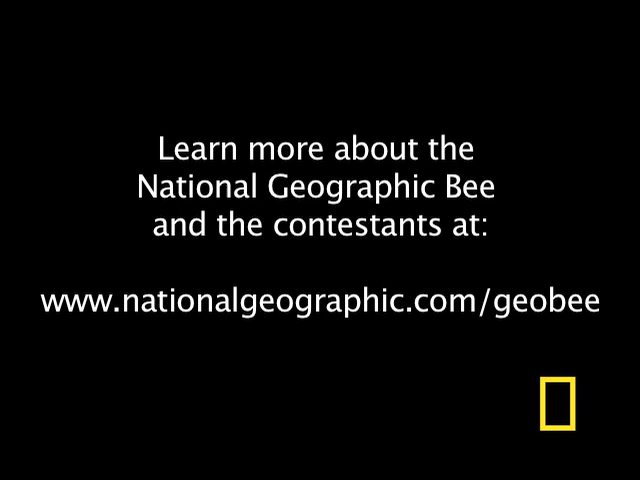 Learn more about the
National Geographic Bee
and the contestants at:
www.nationalgeographic.com/geobee